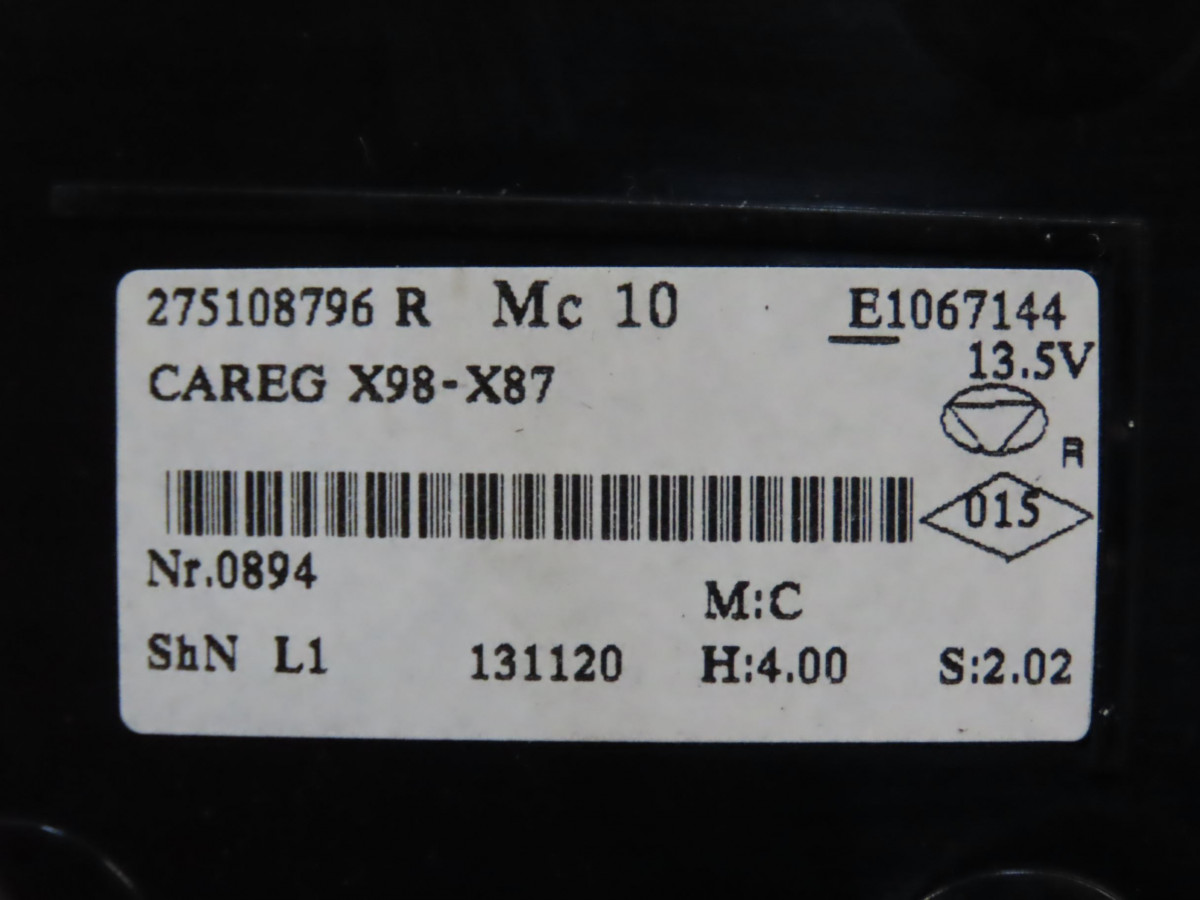 275108796 R Mc 10 E1067144
13.5V
CAREG X98-X87
R
015
Nr.0894
M:C
ShN L1 131120 H:4.00 S:2.02